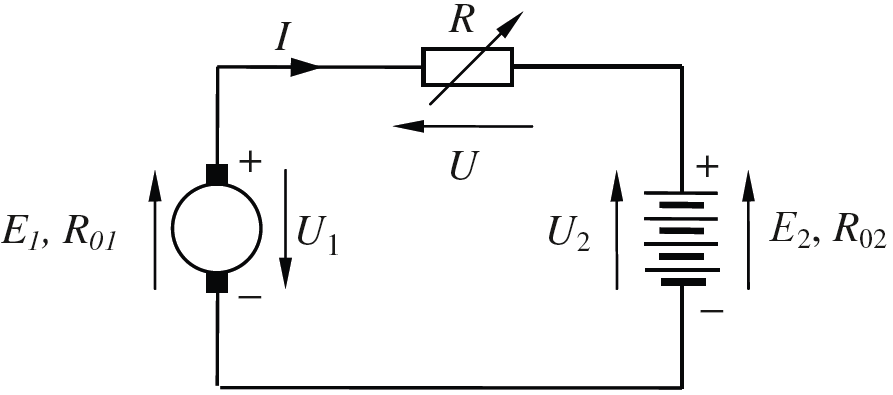 I
R
U
+
E1, R01
U1
−
+
U2
E2, R02
−